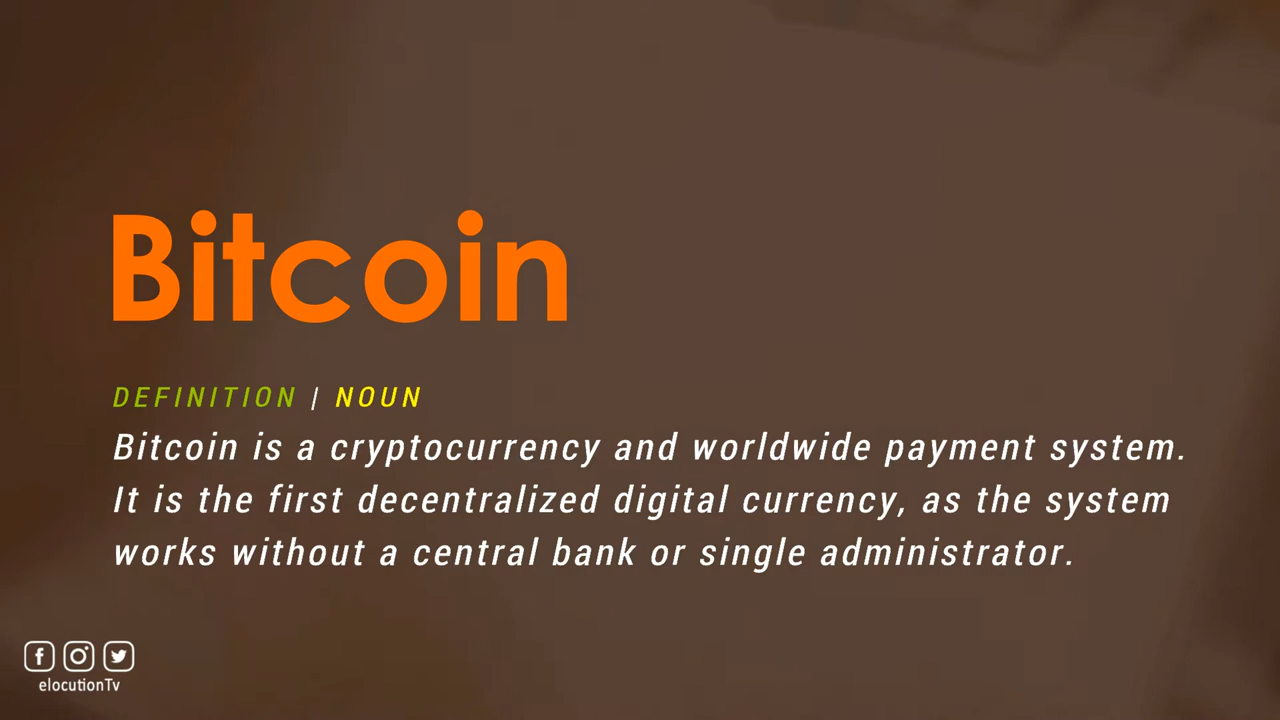 Bitcoin
DEFINITION | NOUN
Bitcoin is a cryptocurrency and worldwide payment system.
It is the first decentralized digital currency, as the system
works without a central bank or single administrator.
elocutionTv